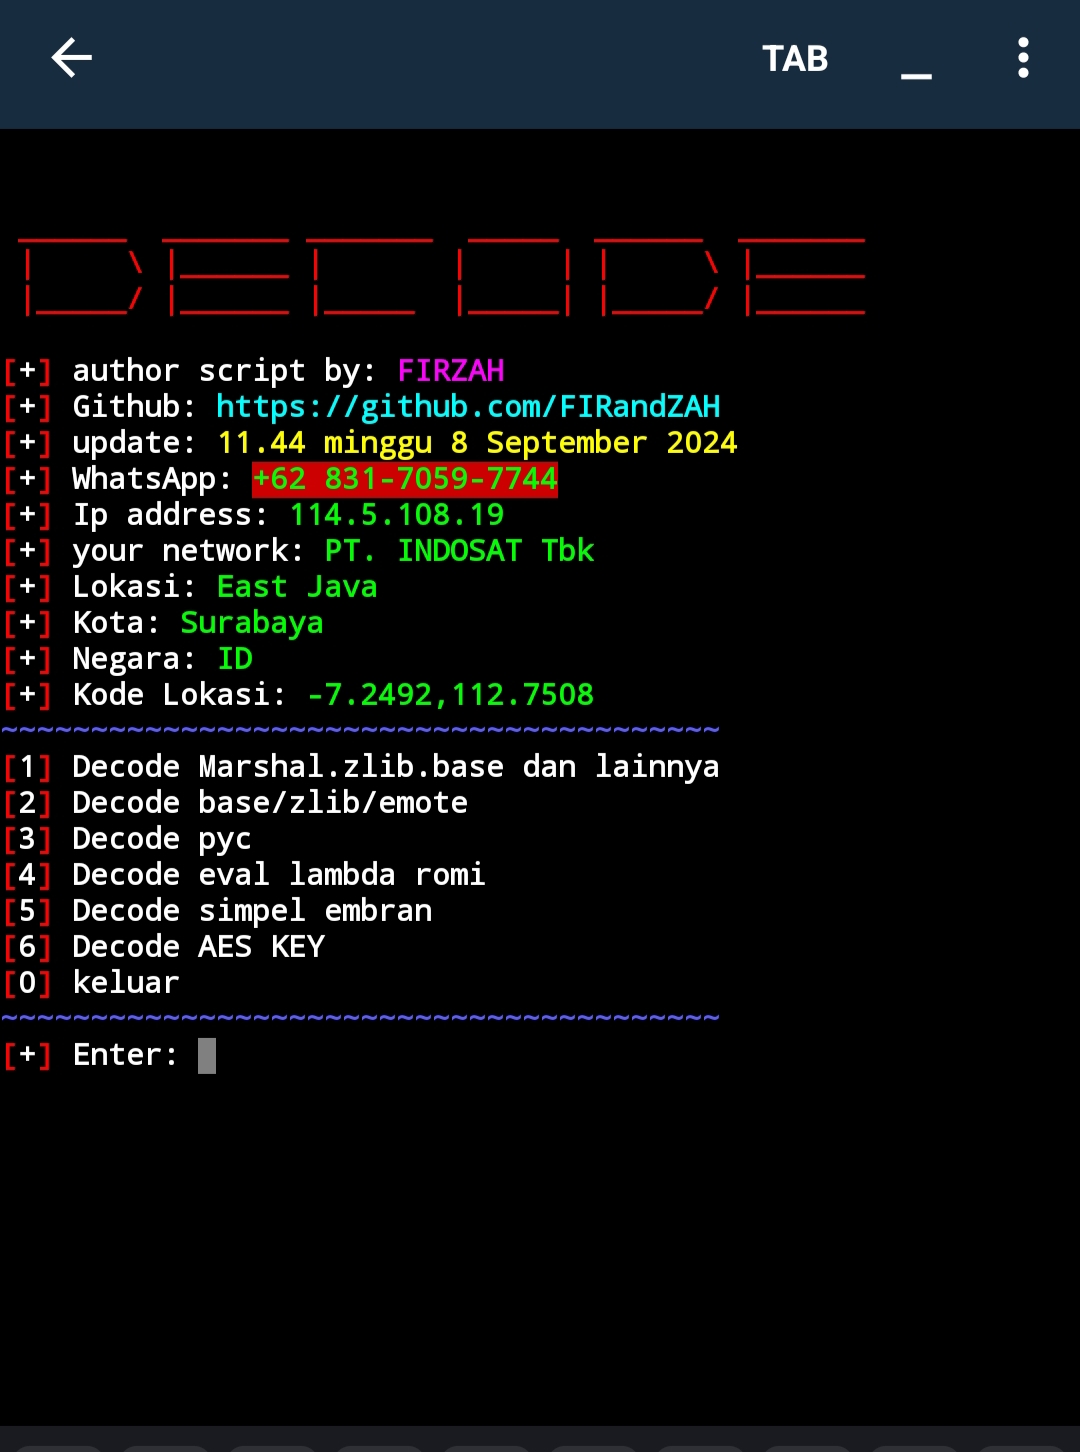 TAB
DECODE
[+] author script by: FIRZAH
[+] Github: https://github.com/FIRandZAH
[+] update: 11.44 minggu 8 September 2024
[+] WhatsApp: +62 831-7059-7744
[+] Ip address: 114.5.108.19
[+] your network: PT. INDOSAT Tbk
[+] Lokasi: East Java
[+] Kota: Surabaya
[+] Negara: ID
[+] Kode Lokasi: -7.2492,112.7508
~~~~~~~~~~~~~~~~~~~~~~~~~~~~~~~~~~~~~~~~
[1] Decode Marshal.zlib.base dan lainnya
[2] Decode base/zlib/emote
[3] Decode pyc
[4] Decode eval lambda romi
[5] Decode simpel embran
[6] Decode AES KEY
[0] keluar
~~~~~~~~~~~~~~~~~~~~~~~~~~~~~~~~~~~~~~~~
[+] Enter: